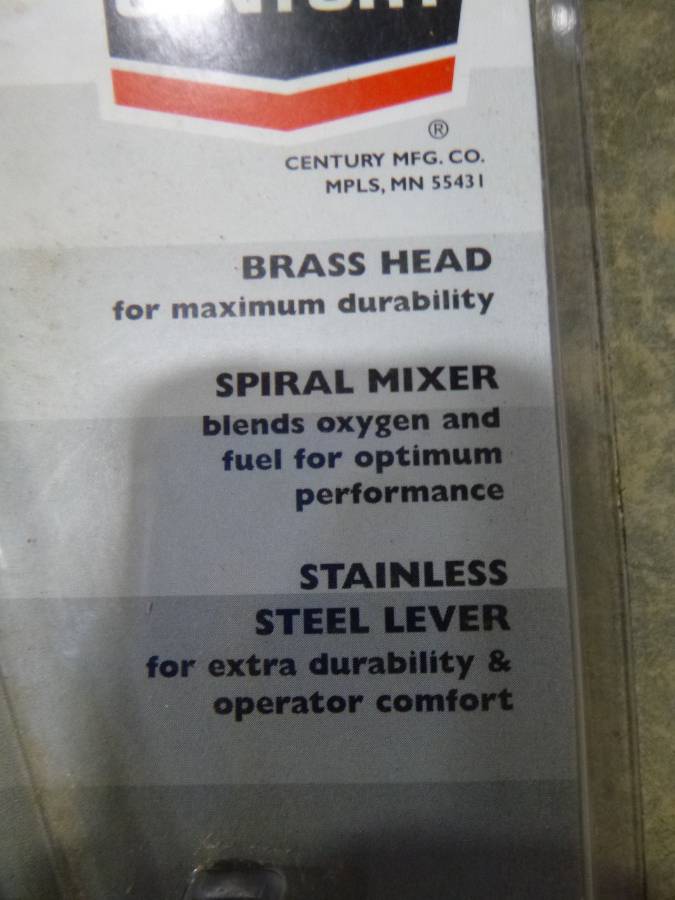 CENTURY
®
CENTURY MFG. CO.
MPLS, MN 55431
BRASS HEAD
for maximum durability
SPIRAL MIXER
blends oxygen and
fuel for optimum
performance
STAINLESS
STEEL LEVER
for extra durability &
operator comfort